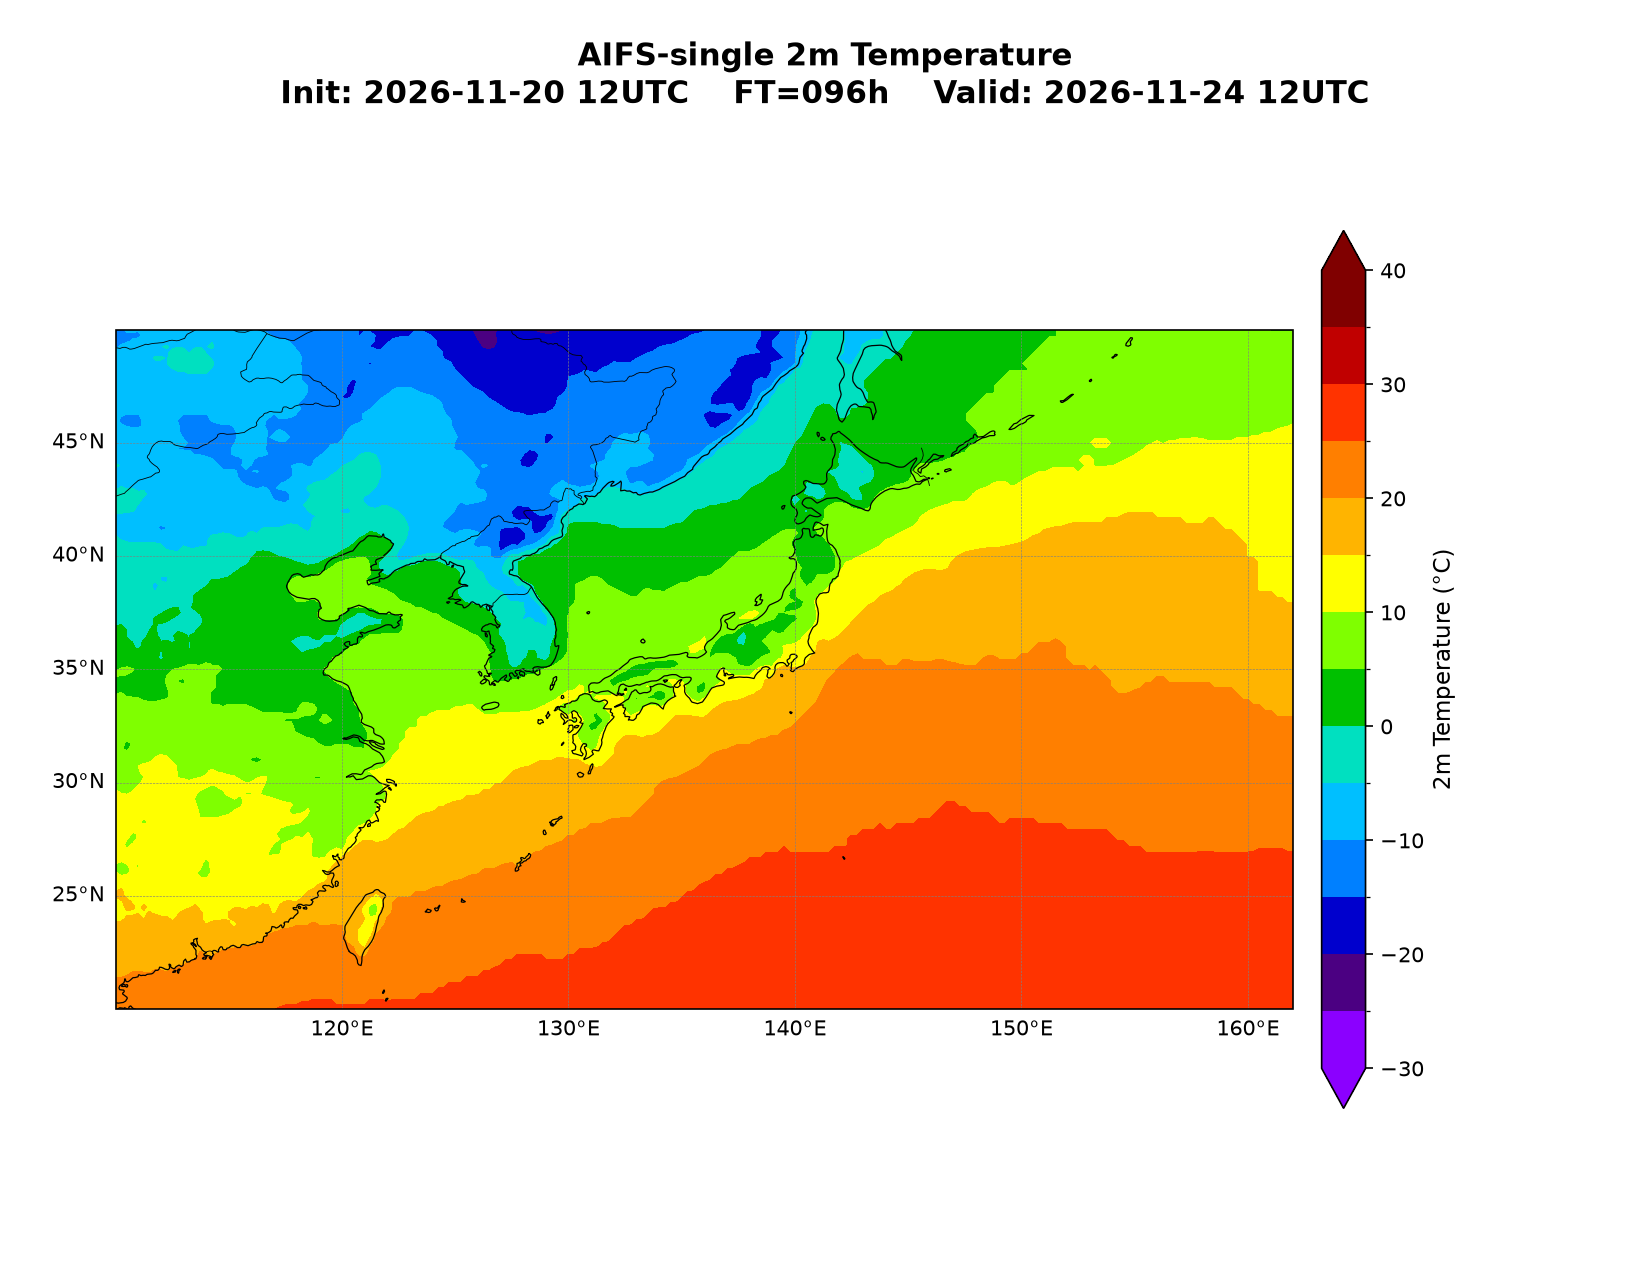 AIFS-single 2m Temperature
Init: 2026-11-20 12UTC    FT=096h    Valid: 2026-11-24 12UTC
45°N
40°N
35°N
30°N
25°N
120°E
130°E
140°E
150°E
160°E
40
30
20
10
0
−10
−20
−30
2m Temperature (°C)